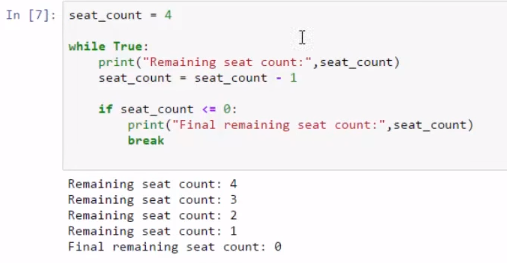 In [7]: seat_count = 4
while True:
print("Remaining seat count:",seat_count)
seat_count = seat_count - 1
if seat_count <= 0:
print("Final remaining seat count:",seat_count)
break
Remaining seat count: 4
Remaining seat count: 3
Remaining seat count: 2
Remaining seat count: 1
Final remaining seat count: 0